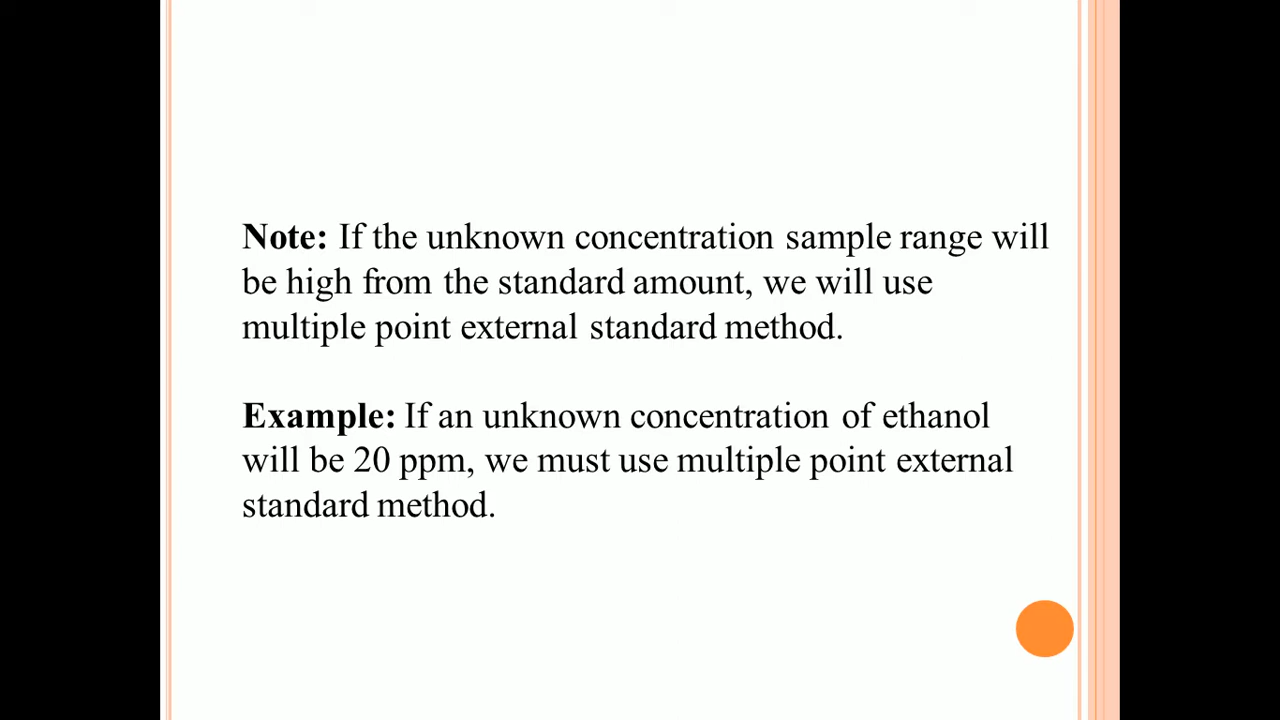 Note: If the unknown concentration sample range will
be high from the standard amount, we will use
multiple point external standard method.
Example: If an unknown concentration of ethanol
will be 20 ppm, we must use multiple point external
standard method.